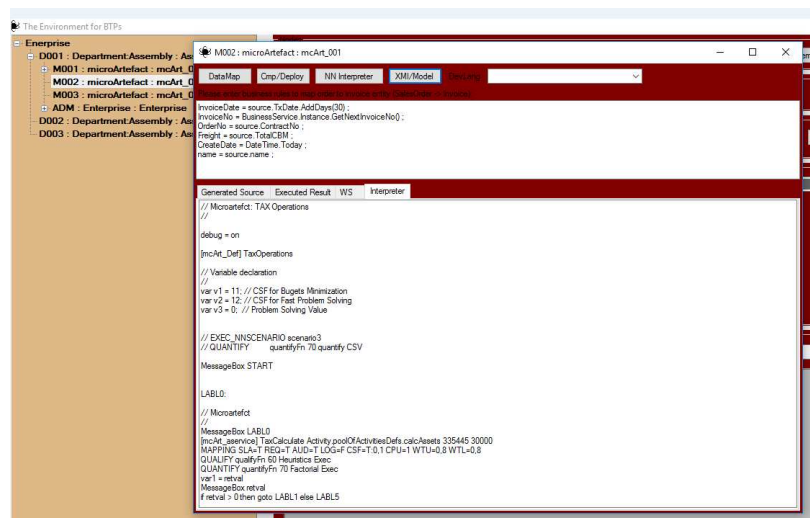 The Environment for BTPs
Enerprise
D001 : Department:Assembly : As
M001 : microArtefact : mcArt_0
M002 : microArtefact : mcArt_0
M003 : microArtefact : mcArt_0
ADM : Enterprise : Enterprise
D002 : Department:Assembly : As
D003 : Department:Assembly : As
M002 : microArtefact : mcArt_001
DataMap Cmp/Deploy NN Interpreter XMI/Model
InvoiceDate = source.TxDate.AddDays(30) ;
InvoiceNo = BusinessService.Instance.GetNextInvoiceNo() ;
OrderNo = source.ContractNo ;
Freight = source.TotalCBM ;
CreateDate = DateTime.Today ;
name = source.name ;
Generated Source Executed Result WS Interpreter
// Microartefct: TAX Operations
//
debug = on
[mcArt_Def] TaxOperations
// Variable declaration
//
var v1 = 11; // CSF for Bugets Minimization
var v2 = 12; // CSF for Fast Problem Solving
var v3 = 0; // Problem Solving Value
// EXEC_NNSCENARIO scenario3
// QUANTIFY quantifyFn 70 quantify CSV
MessageBox START
LABL0:
// Microartefct
//
MessageBox LABL0
[mcArt_aservice] TaxCalculate Activity.poolOfActivitiesDefs.calcAssets 335445 30000
MAPPING SLA=T REQ=T AUD=T LOG=F CSF=T:0,1 CPU=1 WTU=0,8 WTL=0,8
QUALIFY qualifyFn 60 Heuristics Exec
QUANTIFY quantifyFn 70 Factorial Exec
var1 = retval
MessageBox retval
if retval > 0 then goto LABL1 else LABL5